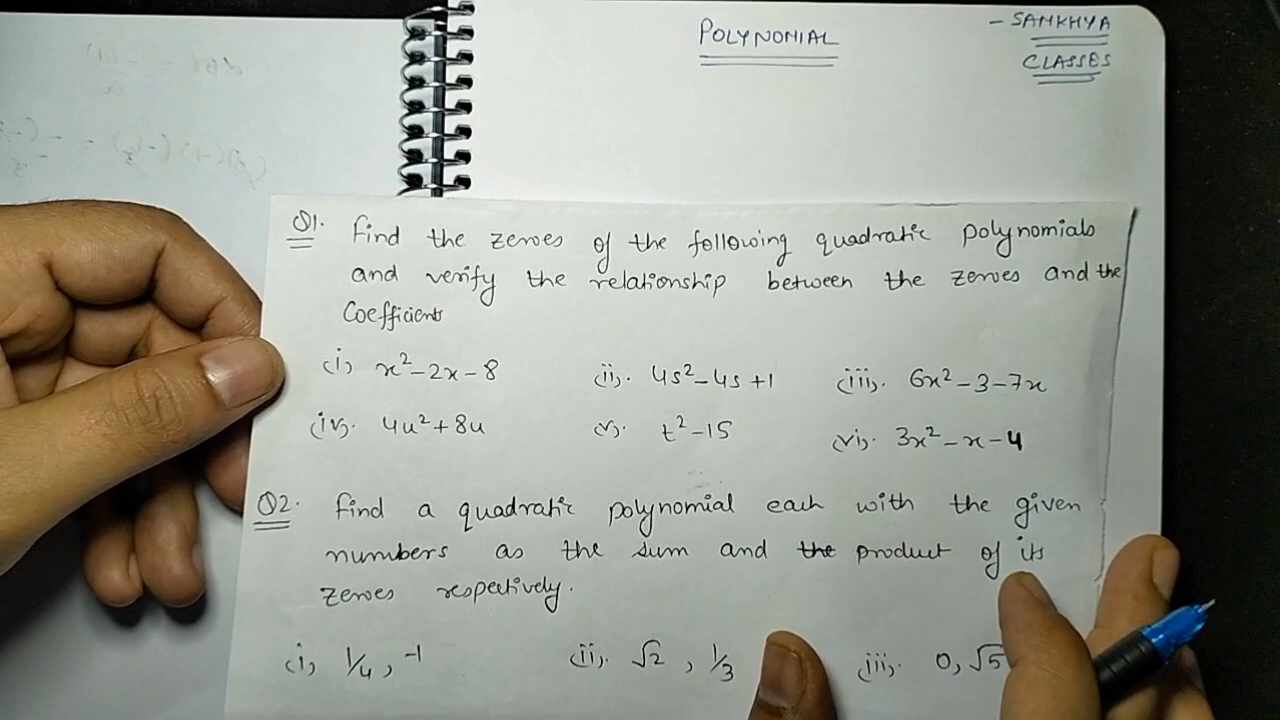 POLYNOMIAL
- SANKHYA
CLASSES
Q1. Find the zeroes of the following quadratic polynomials
and verify the relationship between the zeroes and the
Coefficients
(i) x²-2x-8 (ii). 4s²-4s+1 (iii). 6x²-3-7x
(iv). 4u²+8u (v). t²-15 (vi). 3x²-x-4
Q2. Find a quadratic polynomial each with the given
numbers as the sum and the product of its
zeroes respectively.
(i) 1/4, -1 (ii). √2, 1/3 (iii). 0, √5